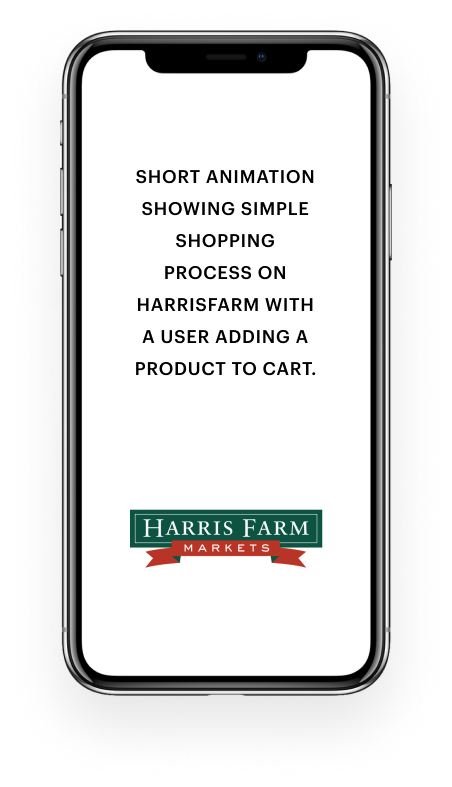 SHORT ANIMATION
SHOWING SIMPLE
SHOPPING
PROCESS ON
HARRISFARM WITH
A USER ADDING A
PRODUCT TO CART.
HARRIS FARM
MARKETS